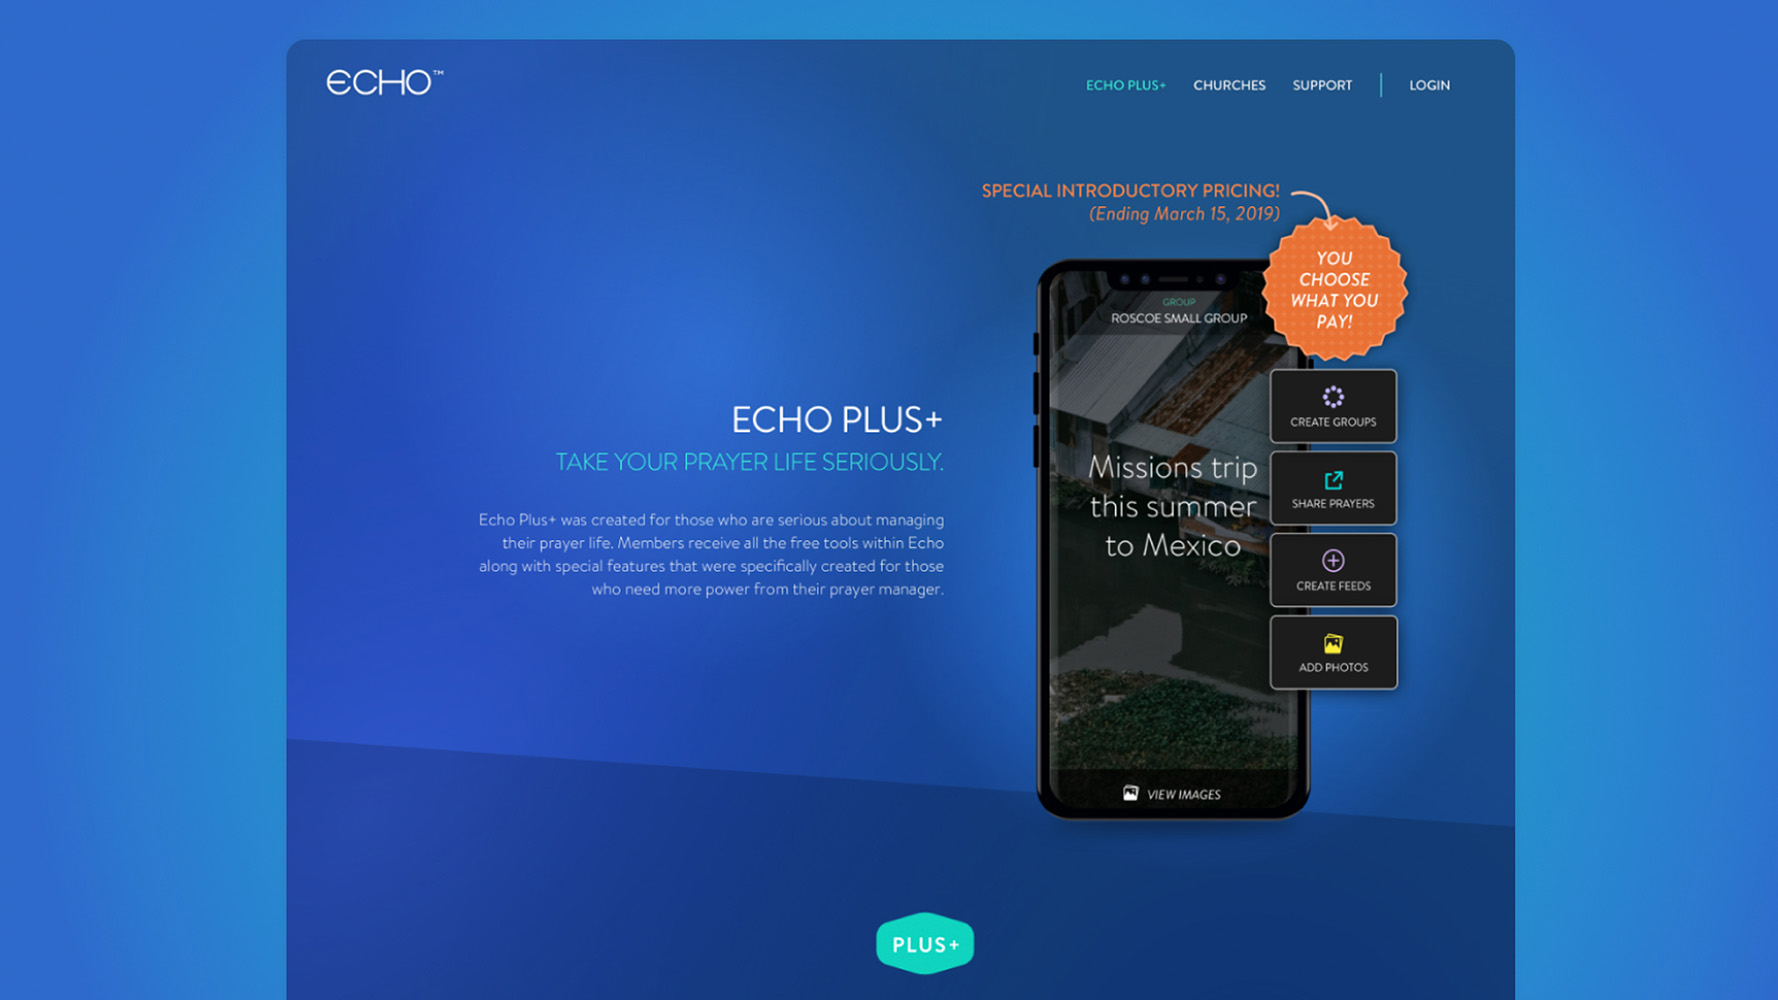 ECHO™
ECHO PLUS+ CHURCHES SUPPORT LOGIN
SPECIAL INTRODUCTORY PRICING!
(Ending March 15, 2019)
YOU
CHOOSE
WHAT YOU
PAY!
ECHO PLUS+
TAKE YOUR PRAYER LIFE SERIOUSLY.
Echo Plus+ was created for those who are serious about managing
their prayer life. Members receive all the free tools within Echo
along with special features that were specifically created for those
who need more power from their prayer manager.
GROUP
ROSCOE SMALL GROUP
Missions trip
this summer
to Mexico
VIEW IMAGES
CREATE GROUPS
SHARE PRAYERS
CREATE FEEDS
ADD PHOTOS
PLUS+